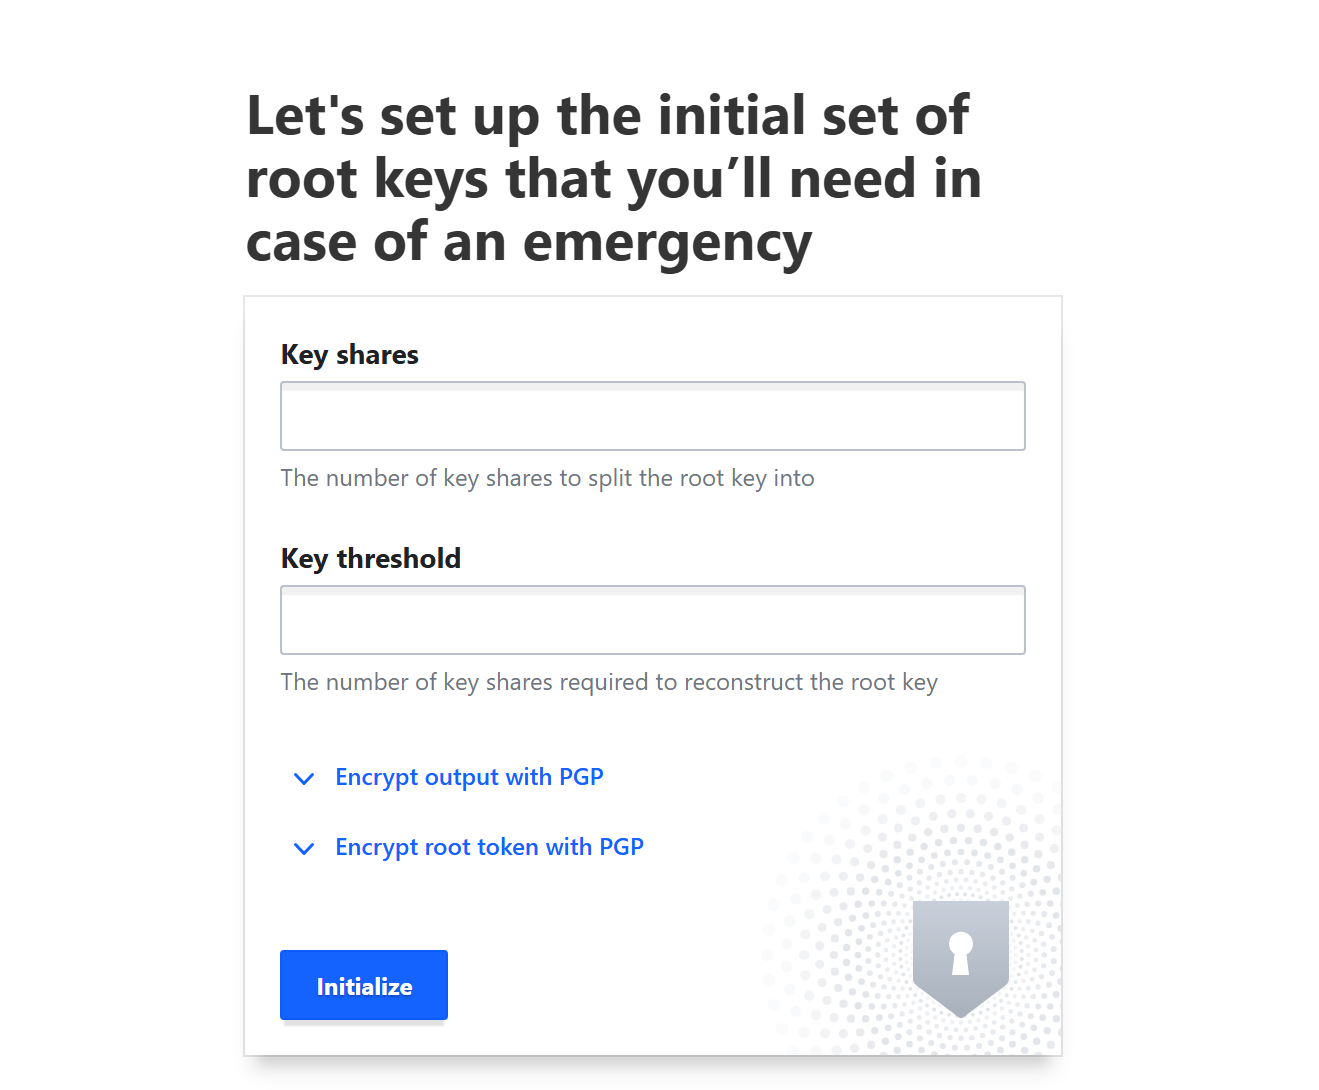 Let's set up the initial set of
root keys that you’ll need in
case of an emergency
Key shares
The number of key shares to split the root key into
Key threshold
The number of key shares required to reconstruct the root key
Encrypt output with PGP
Encrypt root token with PGP
Initialize